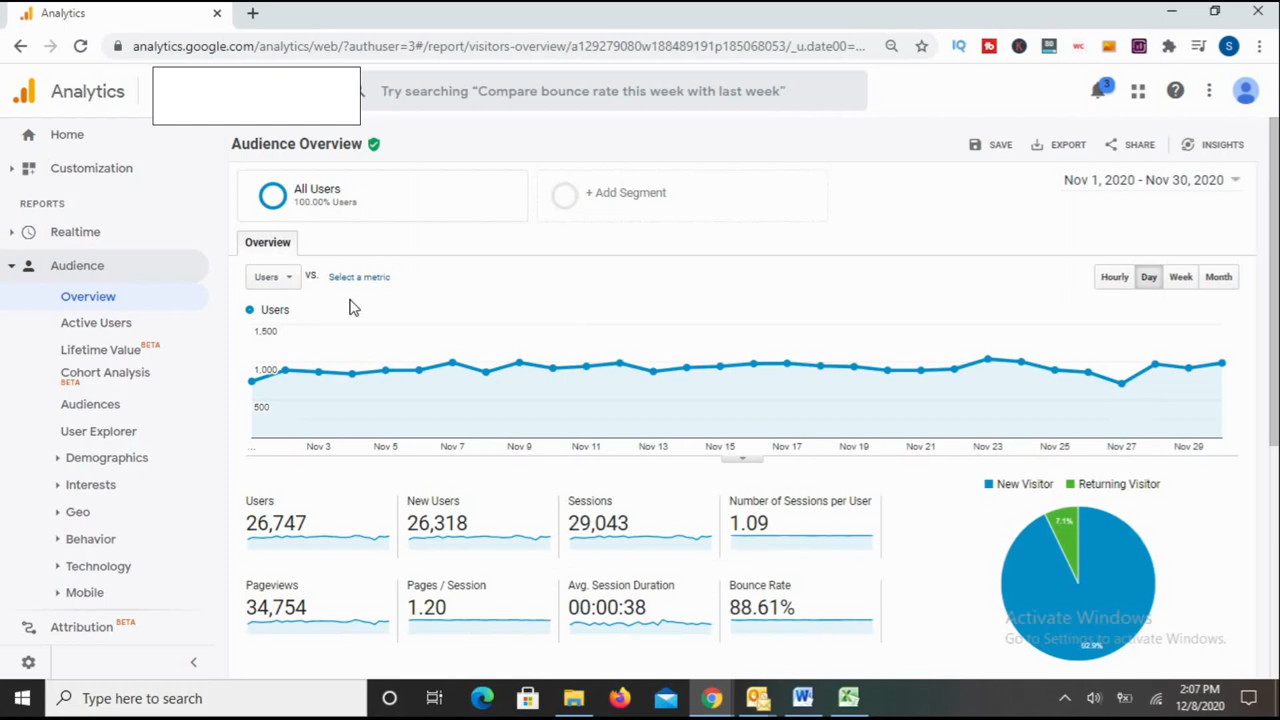 Analytics
analytics.google.com/analytics/web/?authuser=3#/report/visitors-overview/a129279080w188489191p185068053/_u.date00=...
Analytics
Try searching “Compare bounce rate this week with last week”
3
S
Home
Customization
REPORTS
Realtime
Audience
Overview
Active Users
Lifetime Value BETA
Cohort Analysis
BETA
Audiences
User Explorer
Demographics
Interests
Geo
Behavior
Technology
Mobile
Attribution BETA
Audience Overview
SAVE EXPORT SHARE INSIGHTS
All Users
100.00% Users
+ Add Segment
Nov 1, 2020 - Nov 30, 2020
Overview
Users VS. Select a metric
Hourly Day Week Month
Users
1,500
1,000
500
... Nov 3 Nov 5 Nov 7 Nov 9 Nov 11 Nov 13 Nov 15 Nov 17 Nov 19 Nov 21 Nov 23 Nov 25 Nov 27 Nov 29
Users
26,747
New Users
26,318
Sessions
29,043
Number of Sessions per User
1.09
Pageviews
34,754
Pages / Session
1.20
Avg. Session Duration
00:00:38
Bounce Rate
88.61%
New Visitor Returning Visitor
7.1%
92.9%
Activate Windows
Go to Settings to activate Windows.
Type here to search
2:07 PM
12/8/2020